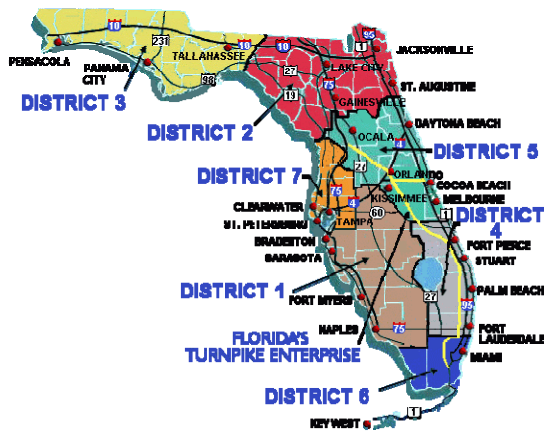 10
231
10
10
95
1
JACKSONVILLE
PENSACOLA
PANAMA
CITY
TALLAHASSEE
LAKE CITY
98
27
19
75
ST. AUGUSTINE
GAINESVILLE
DISTRICT 3
DISTRICT 2
OCALA
4
DAYTONA BEACH
DISTRICT 5
27
ORLANDO
DISTRICT 7
75
4
KISSIMMEE
COCOA BEACH
MELBOURNE
CLEARWATER
60
1
DISTRICT
4
ST. PETERSBURG
TAMPA
BRADENTON
SARASOTA
FORT PIERCE
STUART
DISTRICT 1
27
PALM BEACH
FORT MYERS
95
NAPLES
75
FORT
LAUDERDALE
FLORIDA'S
TURNPIKE ENTERPRISE
MIAMI
DISTRICT 6
KEY WEST
1